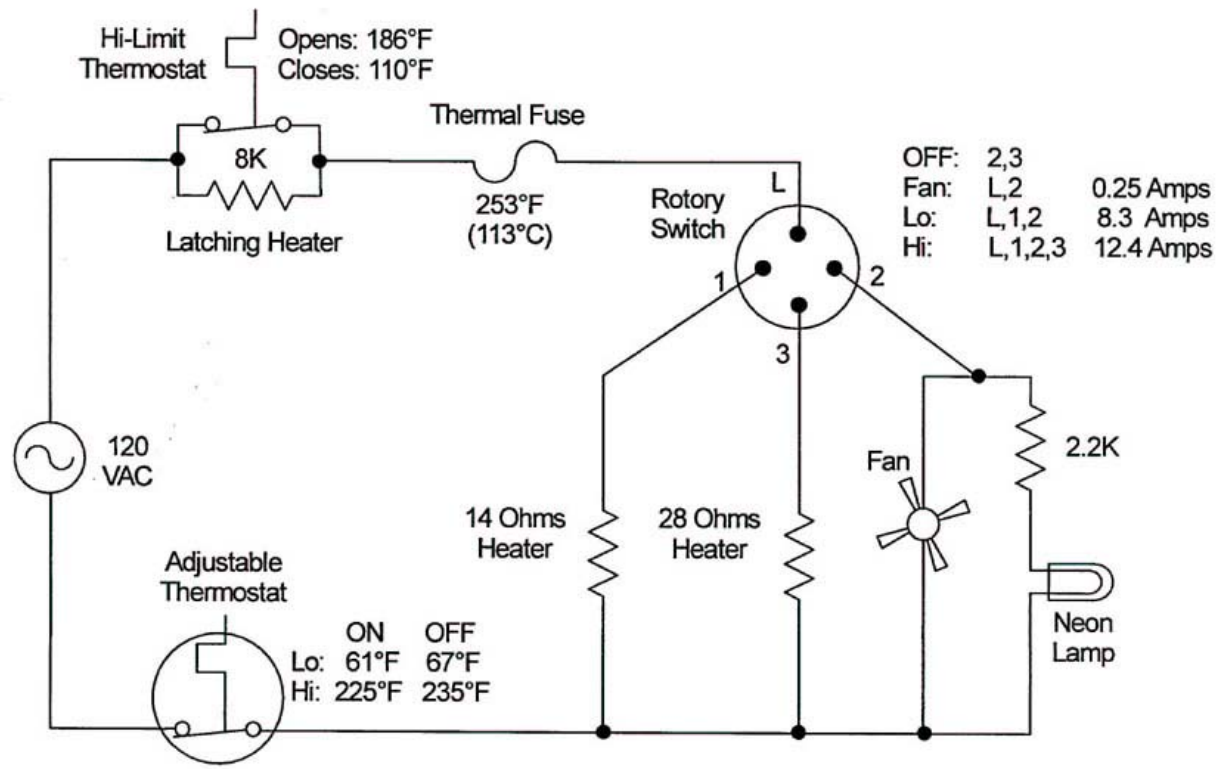 Hi-Limit
Thermostat
Opens: 186°F
Closes: 110°F
8K
Latching Heater
Thermal Fuse
253°F
(113°C)
Rotory
Switch
L
1
2
3
OFF: 2,3
Fan: L,2 0.25 Amps
Lo: L,1,2 8.3 Amps
Hi: L,1,2,3 12.4 Amps
120
VAC
14 Ohms
Heater
28 Ohms
Heater
Fan
2.2K
Neon
Lamp
Adjustable
Thermostat
ON OFF
Lo: 61°F 67°F
Hi: 225°F 235°F